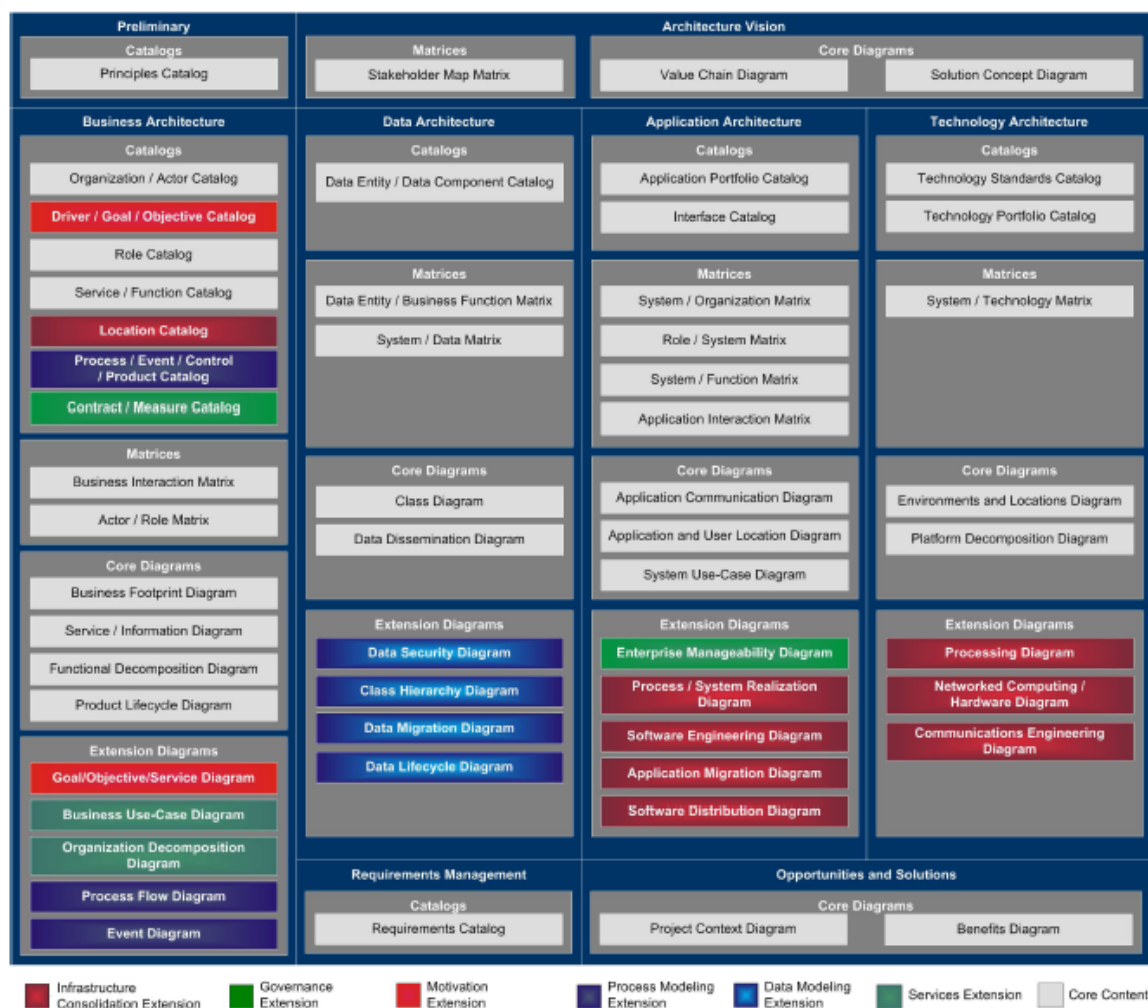 Preliminary
Catalogs
Principles Catalog
Architecture Vision
Matrices
Stakeholder Map Matrix
Core Diagrams
Value Chain Diagram
Solution Concept Diagram
Business Architecture
Catalogs
Organization / Actor Catalog
Driver / Goal / Objective Catalog
Role Catalog
Service / Function Catalog
Location Catalog
Process / Event / Control
/ Product Catalog
Contract / Measure Catalog
Matrices
Business Interaction Matrix
Actor / Role Matrix
Core Diagrams
Business Footprint Diagram
Service / Information Diagram
Functional Decomposition Diagram
Product Lifecycle Diagram
Extension Diagrams
Goal/Objective/Service Diagram
Business Use-Case Diagram
Organization Decomposition
Diagram
Process Flow Diagram
Event Diagram
Data Architecture
Catalogs
Data Entity / Data Component Catalog
Matrices
Data Entity / Business Function Matrix
System / Data Matrix
Core Diagrams
Class Diagram
Data Dissemination Diagram
Extension Diagrams
Data Security Diagram
Class Hierarchy Diagram
Data Migration Diagram
Data Lifecycle Diagram
Application Architecture
Catalogs
Application Portfolio Catalog
Interface Catalog
Matrices
System / Organization Matrix
Role / System Matrix
System / Function Matrix
Application Interaction Matrix
Core Diagrams
Application Communication Diagram
Application and User Location Diagram
System Use-Case Diagram
Extension Diagrams
Enterprise Manageability Diagram
Process / System Realization
Diagram
Software Engineering Diagram
Application Migration Diagram
Software Distribution Diagram
Technology Architecture
Catalogs
Technology Standards Catalog
Technology Portfolio Catalog
Matrices
System / Technology Matrix
Core Diagrams
Environments and Locations Diagram
Platform Decomposition Diagram
Extension Diagrams
Processing Diagram
Networked Computing /
Hardware Diagram
Communications Engineering
Diagram
Requirements Management
Catalogs
Requirements Catalog
Opportunities and Solutions
Core Diagrams
Project Context Diagram
Benefits Diagram
Infrastructure
Consolidation Extension
Governance
Extension
Motivation
Extension
Process Modeling
Extension
Data Modeling
Extension
Services Extension
Core Content